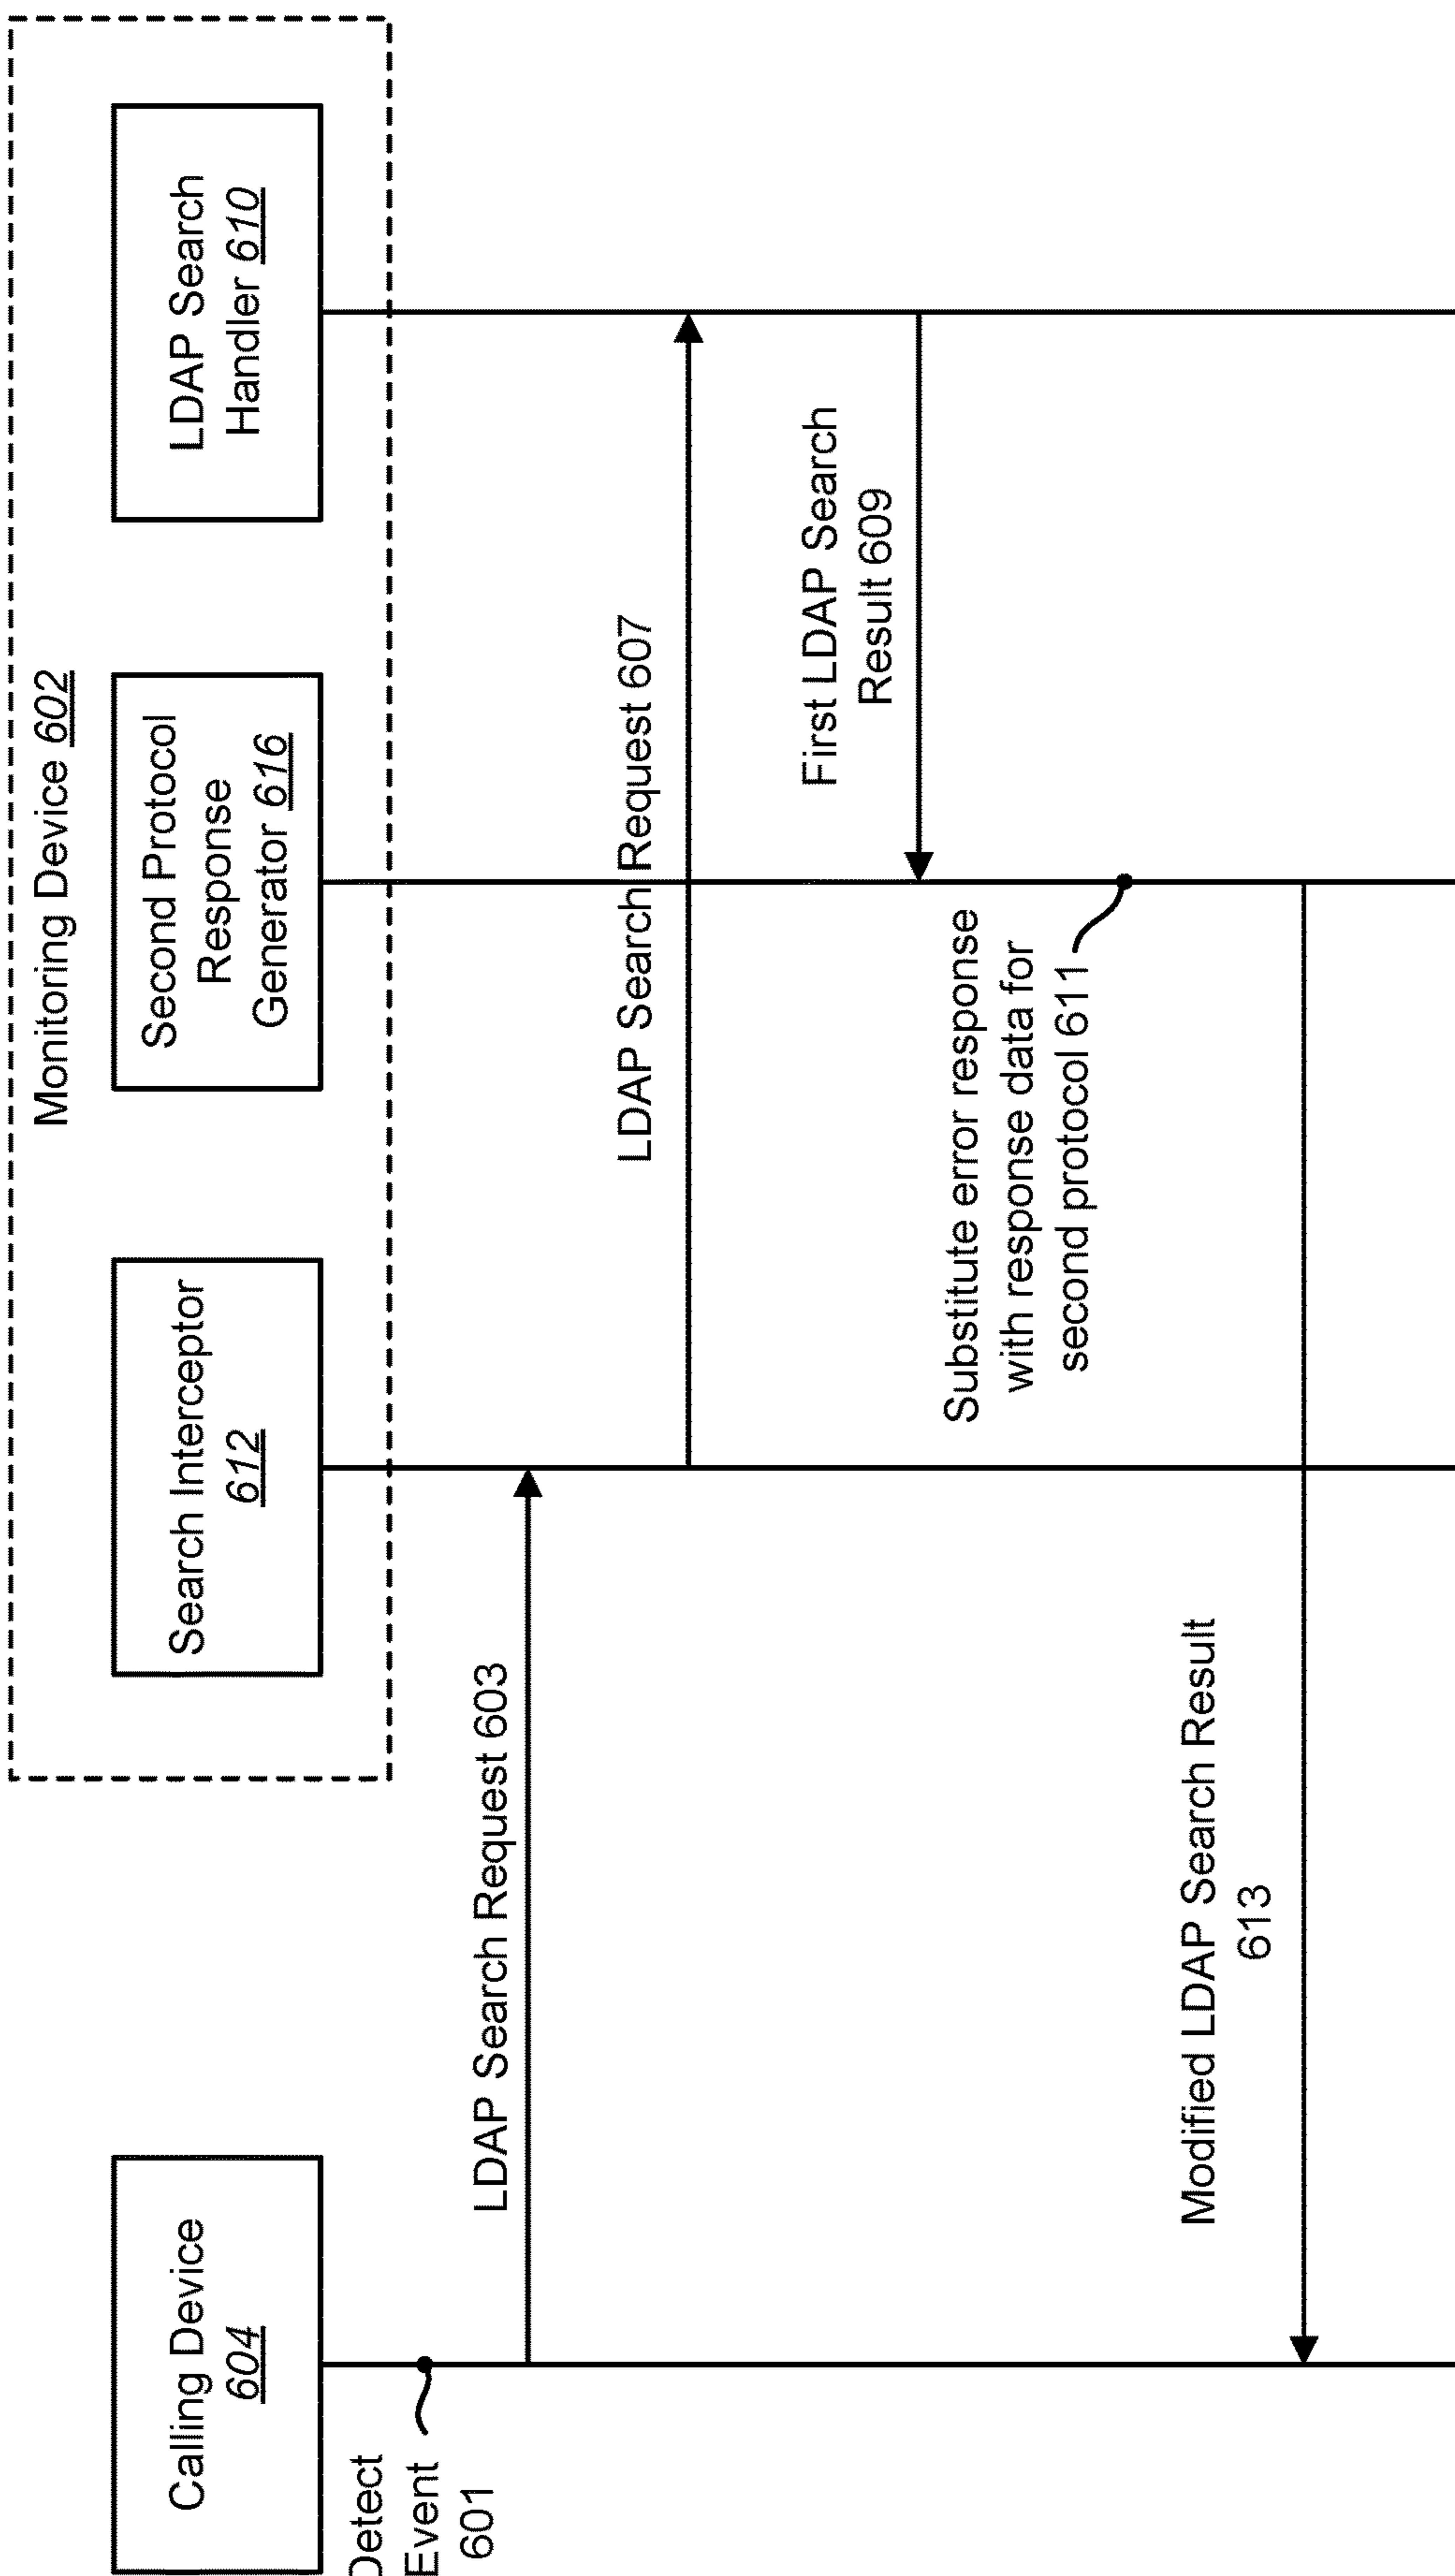 Monitoring Device 602
Calling Device
604
Search Interceptor
612
Second Protocol
Response
Generator 616
LDAP Search
Handler 610
Detect
Event
601
LDAP Search Request 603
LDAP Search Request 607
First LDAP Search
Result 609
Substitute error response
with response data for
second protocol 611
Modified LDAP Search Result
613